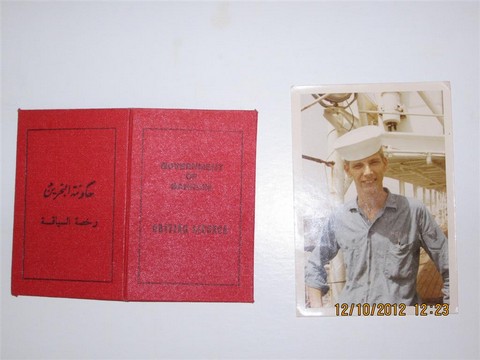 حكومة البحرين
رخصة السياقة
GOVERNMENT
OF
BAHRAIN
DRIVING LICENCE
12/10/2012 12:23